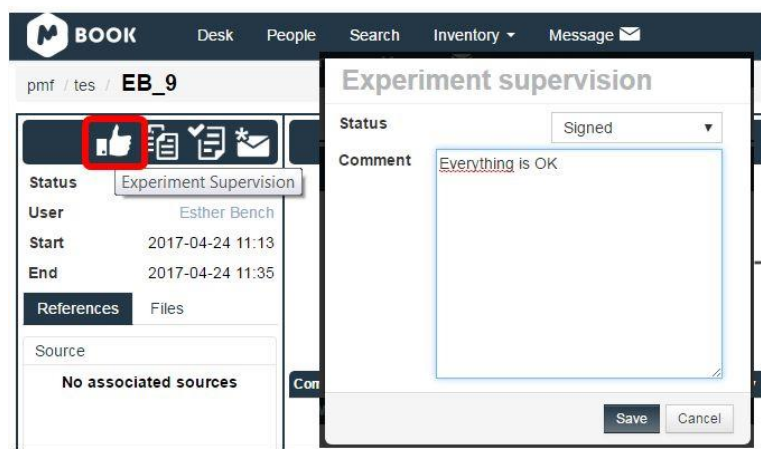 M BOOK Desk People Search Inventory Message
pmf / tes / EB_9
Experiment supervision
Status Signed
Comment Everything is OK
Status Experiment Supervision
User Esther Bench
Start 2017-04-24 11:13
End 2017-04-24 11:35
References Files
Source
No associated sources
Com
Save Cancel